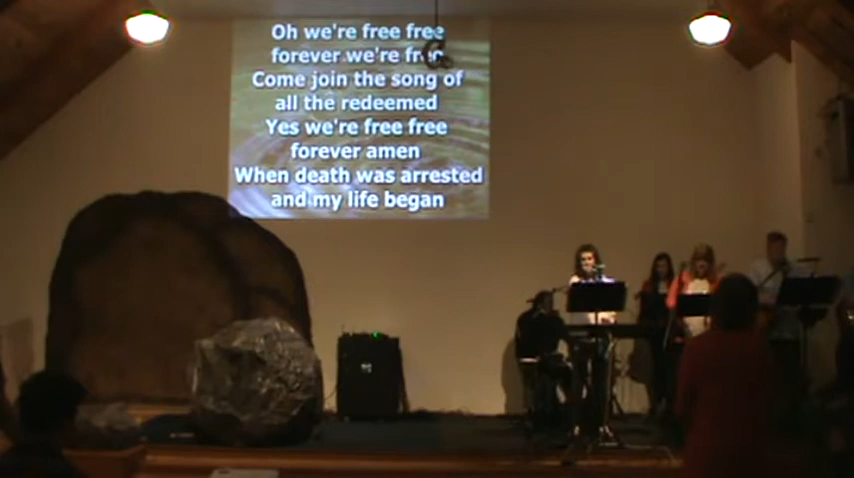 Oh we're free free
forever we're free
Come join the song of
all the redeemed
Yes we're free free
forever amen
When death was arrested
and my life began